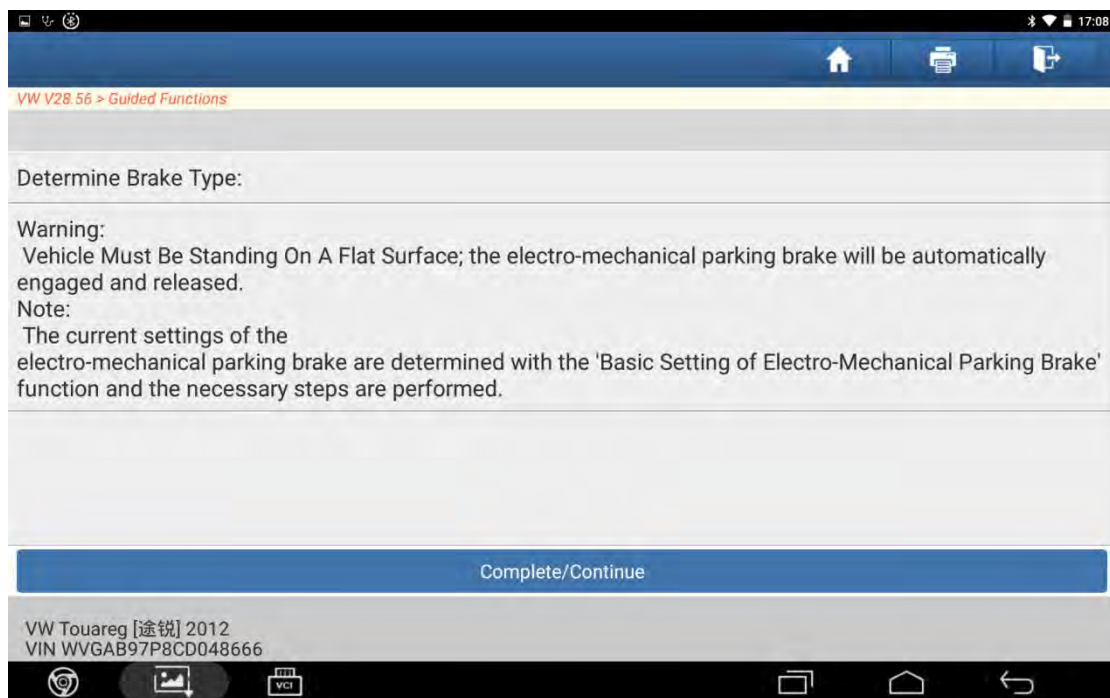 17:08
VW V28.56 > Guided Functions
Determine Brake Type:
Warning:
Vehicle Must Be Standing On A Flat Surface; the electro-mechanical parking brake will be automatically
engaged and released.
Note:
The current settings of the
electro-mechanical parking brake are determined with the 'Basic Setting of Electro-Mechanical Parking Brake'
function and the necessary steps are performed.
Complete/Continue
VW Touareg [途锐] 2012
VIN WVGAB97P8CD048666
VCI